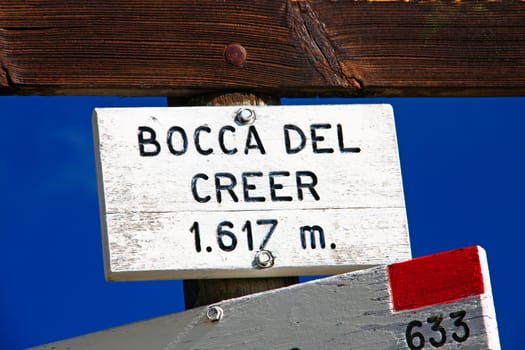 BOCCA DEL
CREER
1.617 m.
633